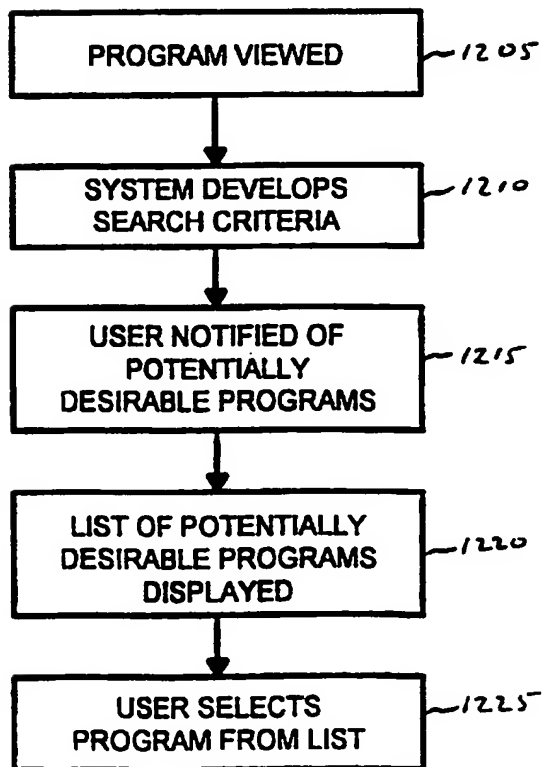 PROGRAM VIEWED
1205
SYSTEM DEVELOPS
SEARCH CRITERIA
1210
USER NOTIFIED OF
POTENTIALLY
DESIRABLE PROGRAMS
1215
LIST OF POTENTIALLY
DESIRABLE PROGRAMS
DISPLAYED
1220
USER SELECTS
PROGRAM FROM LIST
1225